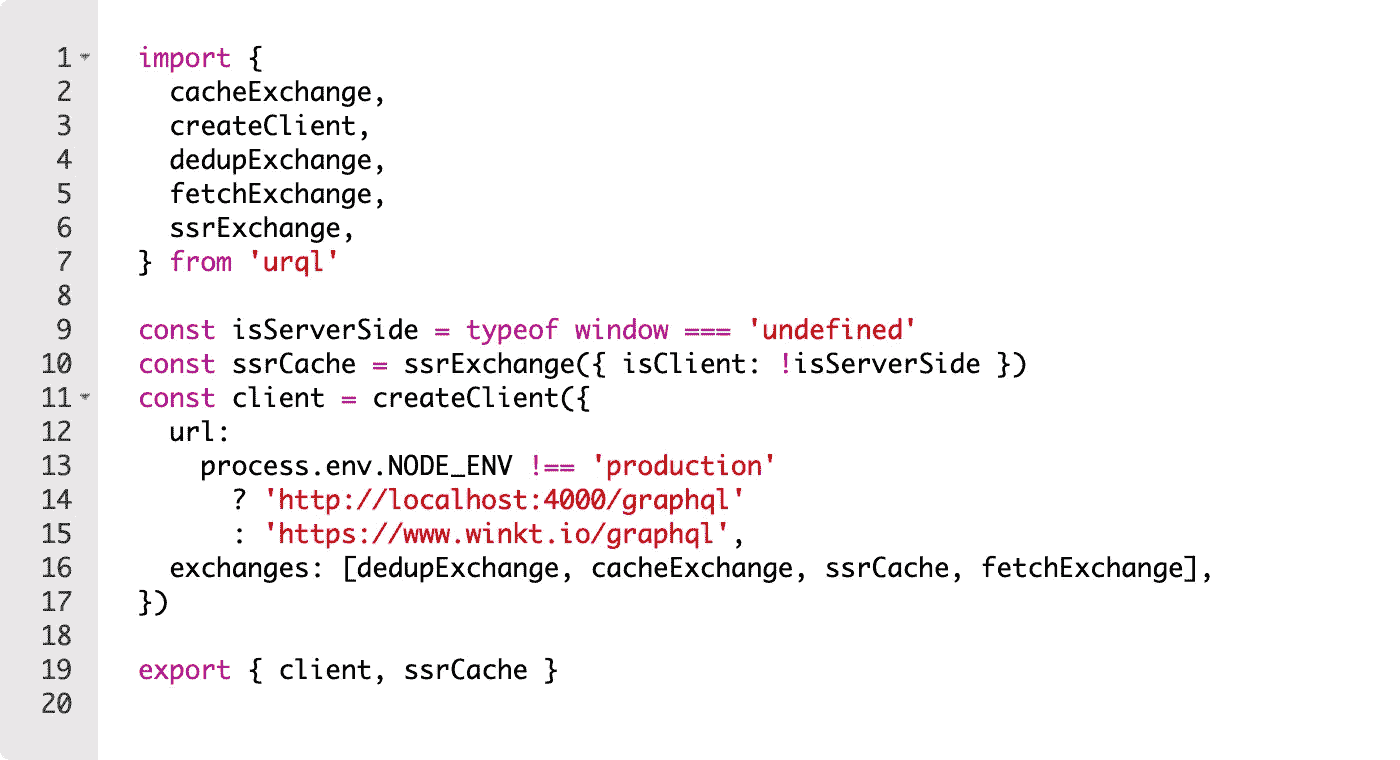 1 import {
2   cacheExchange,
3   createClient,
4   dedupExchange,
5   fetchExchange,
6   ssrExchange,
7 } from 'urql'
8
9 const isServerSide = typeof window === 'undefined'
10 const ssrCache = ssrExchange({ isClient: !isServerSide })
11 const client = createClient({
12   url:
13     process.env.NODE_ENV !== 'production'
14       ? 'http://localhost:4000/graphql'
15       : 'https://www.winkt.io/graphql',
16   exchanges: [dedupExchange, cacheExchange, ssrCache, fetchExchange],
17 })
18
19 export { client, ssrCache }
20